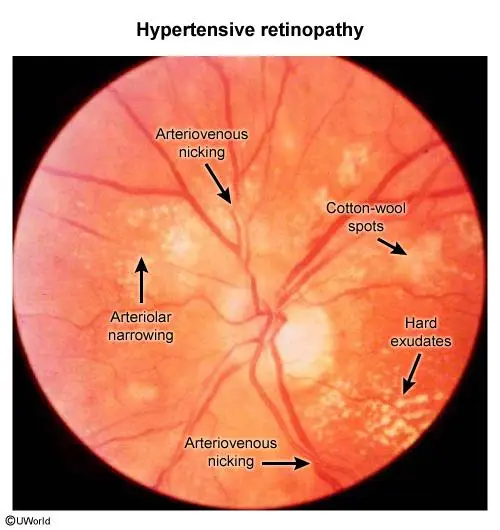 Hypertensive retinopathy
Arteriovenous
nicking
Cotton-wool
spots
Arteriolar
narrowing
Hard
exudates
Arteriovenous
nicking
©UWorld